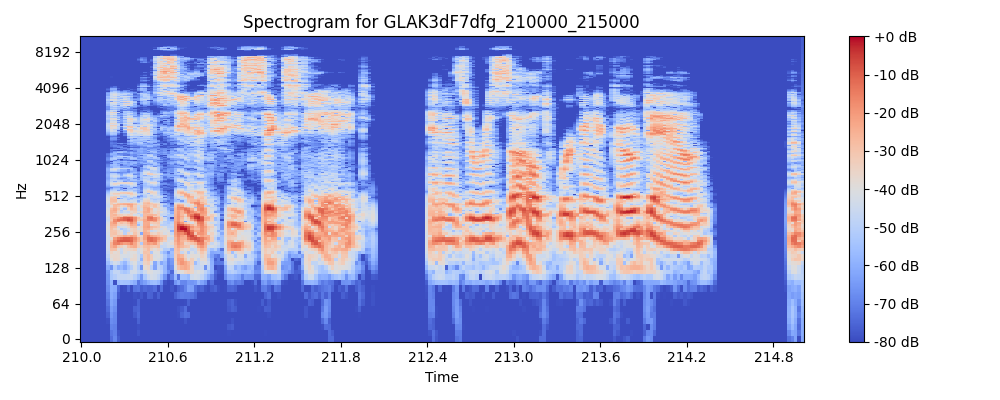 Spectrogram for GLAK3dF7dfg_210000_215000
8192
4096
2048
1024
512
256
128
64
0
Hz
210.0 210.6 211.2 211.8 212.4 213.0 213.6 214.2 214.8
Time
+0 dB
-10 dB
-20 dB
-30 dB
-40 dB
-50 dB
-60 dB
-70 dB
-80 dB